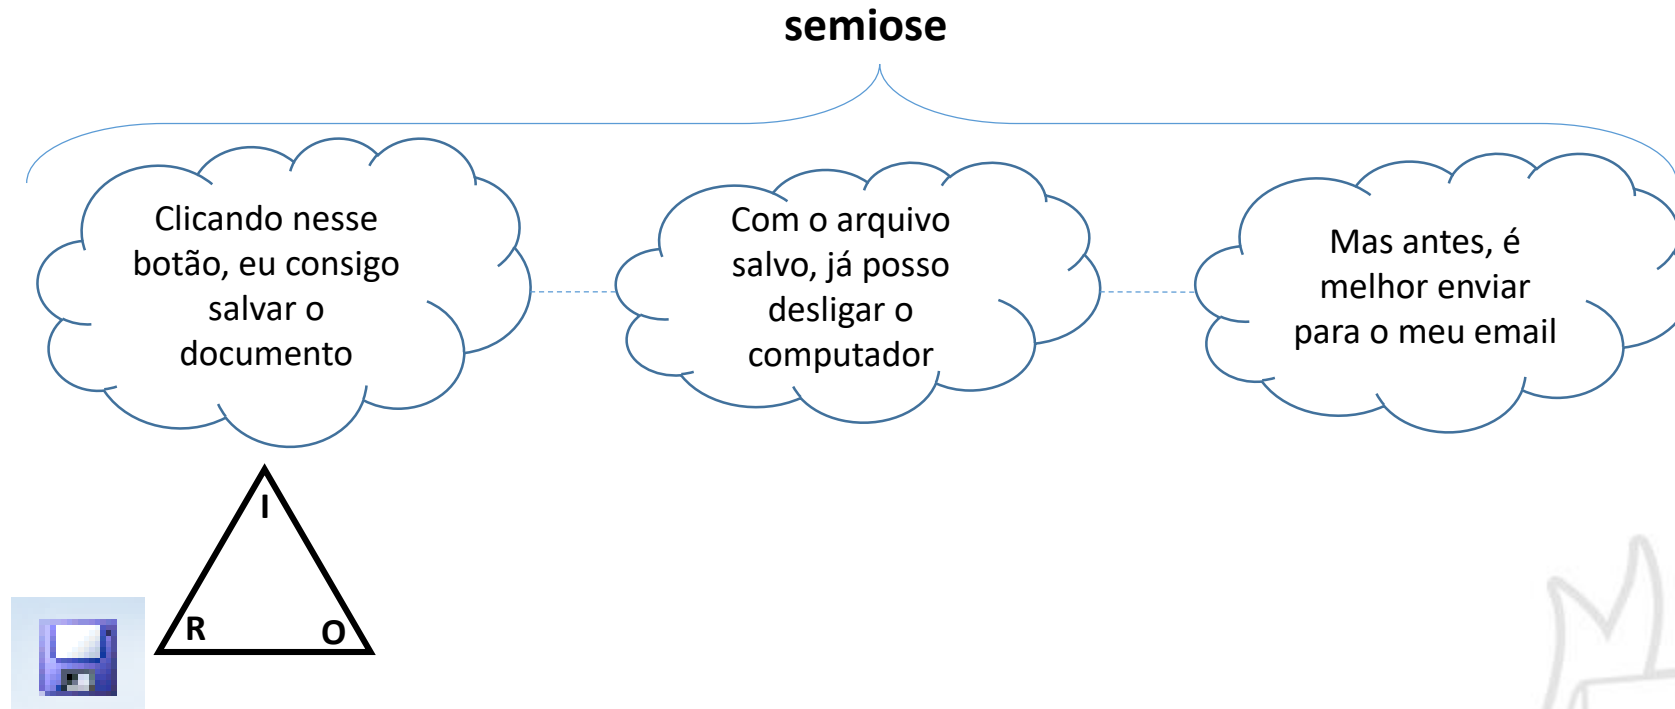 semiose
Clicando nesse
botão, eu consigo
salvar o
documento
Com o arquivo
salvo, já posso
desligar o
computador
Mas antes, é
melhor enviar
para o meu email
I
R
O